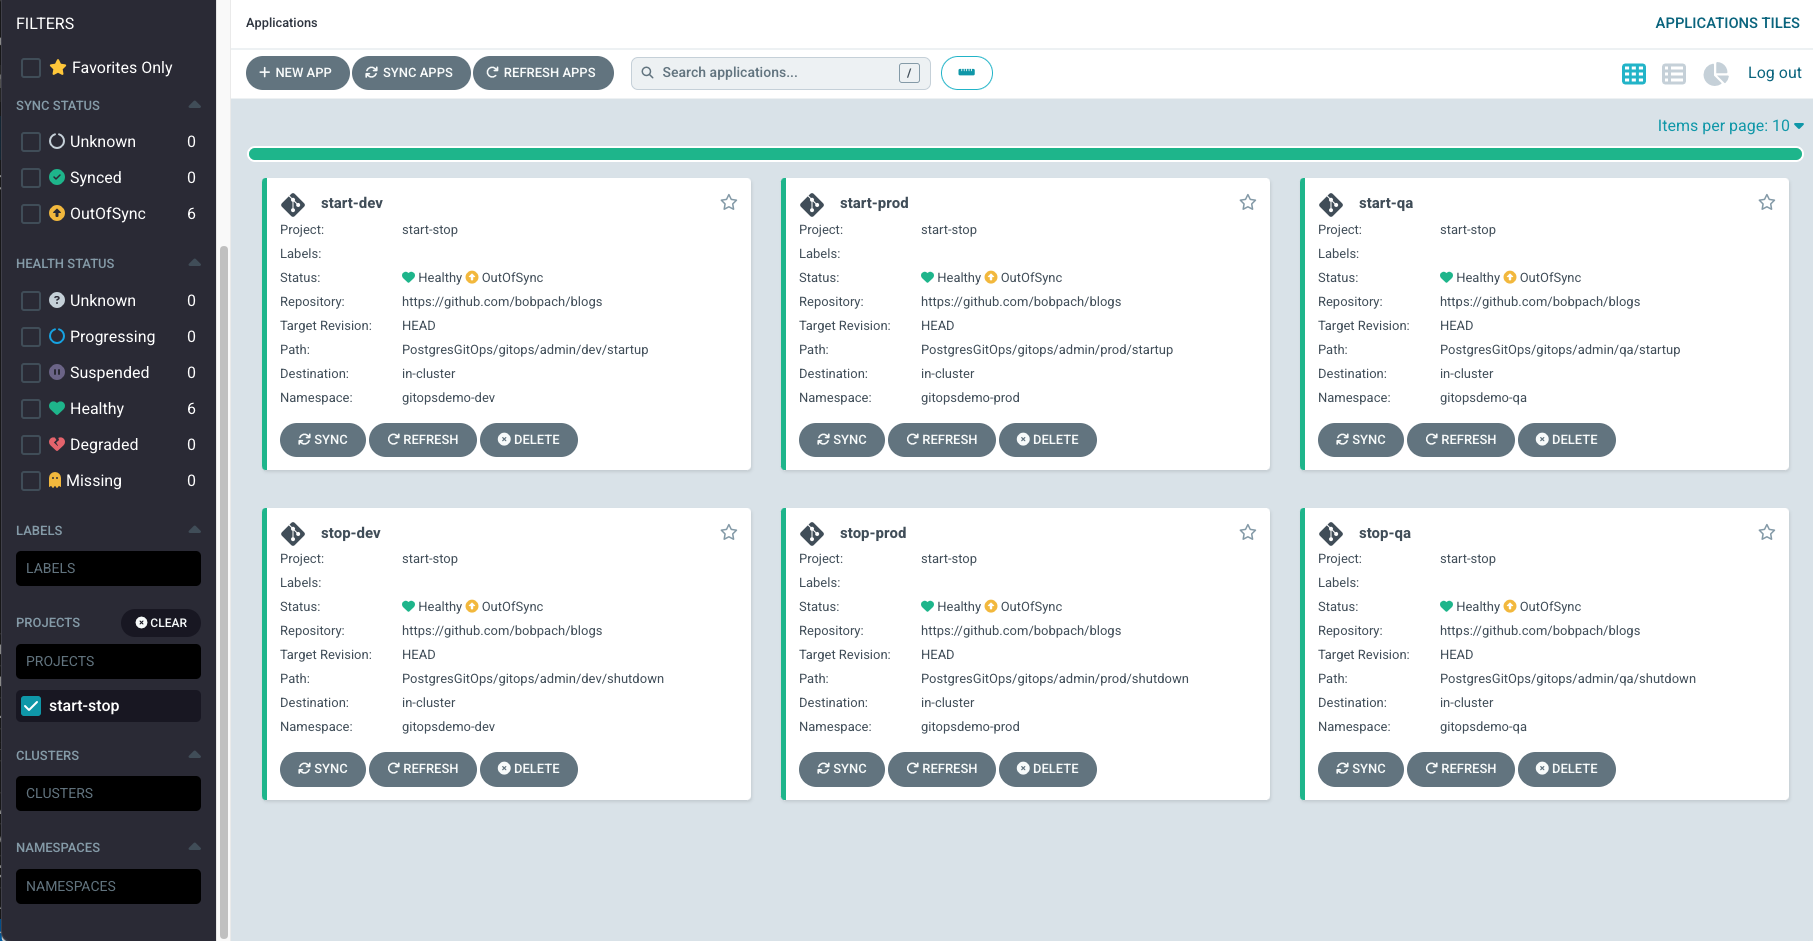 FILTERS
Favorites Only
SYNC STATUS
Unknown 0
Synced 0
OutOfSync 6
HEALTH STATUS
Unknown 0
Progressing 0
Suspended 0
Healthy 6
Degraded 0
Missing 0
LABELS
LABELS
PROJECTS CLEAR
PROJECTS
start-stop
CLUSTERS
CLUSTERS
NAMESPACES
NAMESPACES
Applications APPLICATIONS TILES
+ NEW APP SYNC APPS REFRESH APPS Search applications... / Log out
Items per page: 10
start-dev
Project: start-stop
Labels:
Status: Healthy OutOfSync
Repository: https://github.com/bobpach/blogs
Target Revision: HEAD
Path: PostgresGitOps/gitops/admin/dev/startup
Destination: in-cluster
Namespace: gitopsdemo-dev
SYNC REFRESH DELETE
start-prod
Project: start-stop
Labels:
Status: Healthy OutOfSync
Repository: https://github.com/bobpach/blogs
Target Revision: HEAD
Path: PostgresGitOps/gitops/admin/prod/startup
Destination: in-cluster
Namespace: gitopsdemo-prod
SYNC REFRESH DELETE
start-qa
Project: start-stop
Labels:
Status: Healthy OutOfSync
Repository: https://github.com/bobpach/blogs
Target Revision: HEAD
Path: PostgresGitOps/gitops/admin/qa/startup
Destination: in-cluster
Namespace: gitopsdemo-qa
SYNC REFRESH DELETE
stop-dev
Project: start-stop
Labels:
Status: Healthy OutOfSync
Repository: https://github.com/bobpach/blogs
Target Revision: HEAD
Path: PostgresGitOps/gitops/admin/dev/shutdown
Destination: in-cluster
Namespace: gitopsdemo-dev
SYNC REFRESH DELETE
stop-prod
Project: start-stop
Labels:
Status: Healthy OutOfSync
Repository: https://github.com/bobpach/blogs
Target Revision: HEAD
Path: PostgresGitOps/gitops/admin/prod/shutdown
Destination: in-cluster
Namespace: gitopsdemo-prod
SYNC REFRESH DELETE
stop-qa
Project: start-stop
Labels:
Status: Healthy OutOfSync
Repository: https://github.com/bobpach/blogs
Target Revision: HEAD
Path: PostgresGitOps/gitops/admin/qa/shutdown
Destination: in-cluster
Namespace: gitopsdemo-qa
SYNC REFRESH DELETE